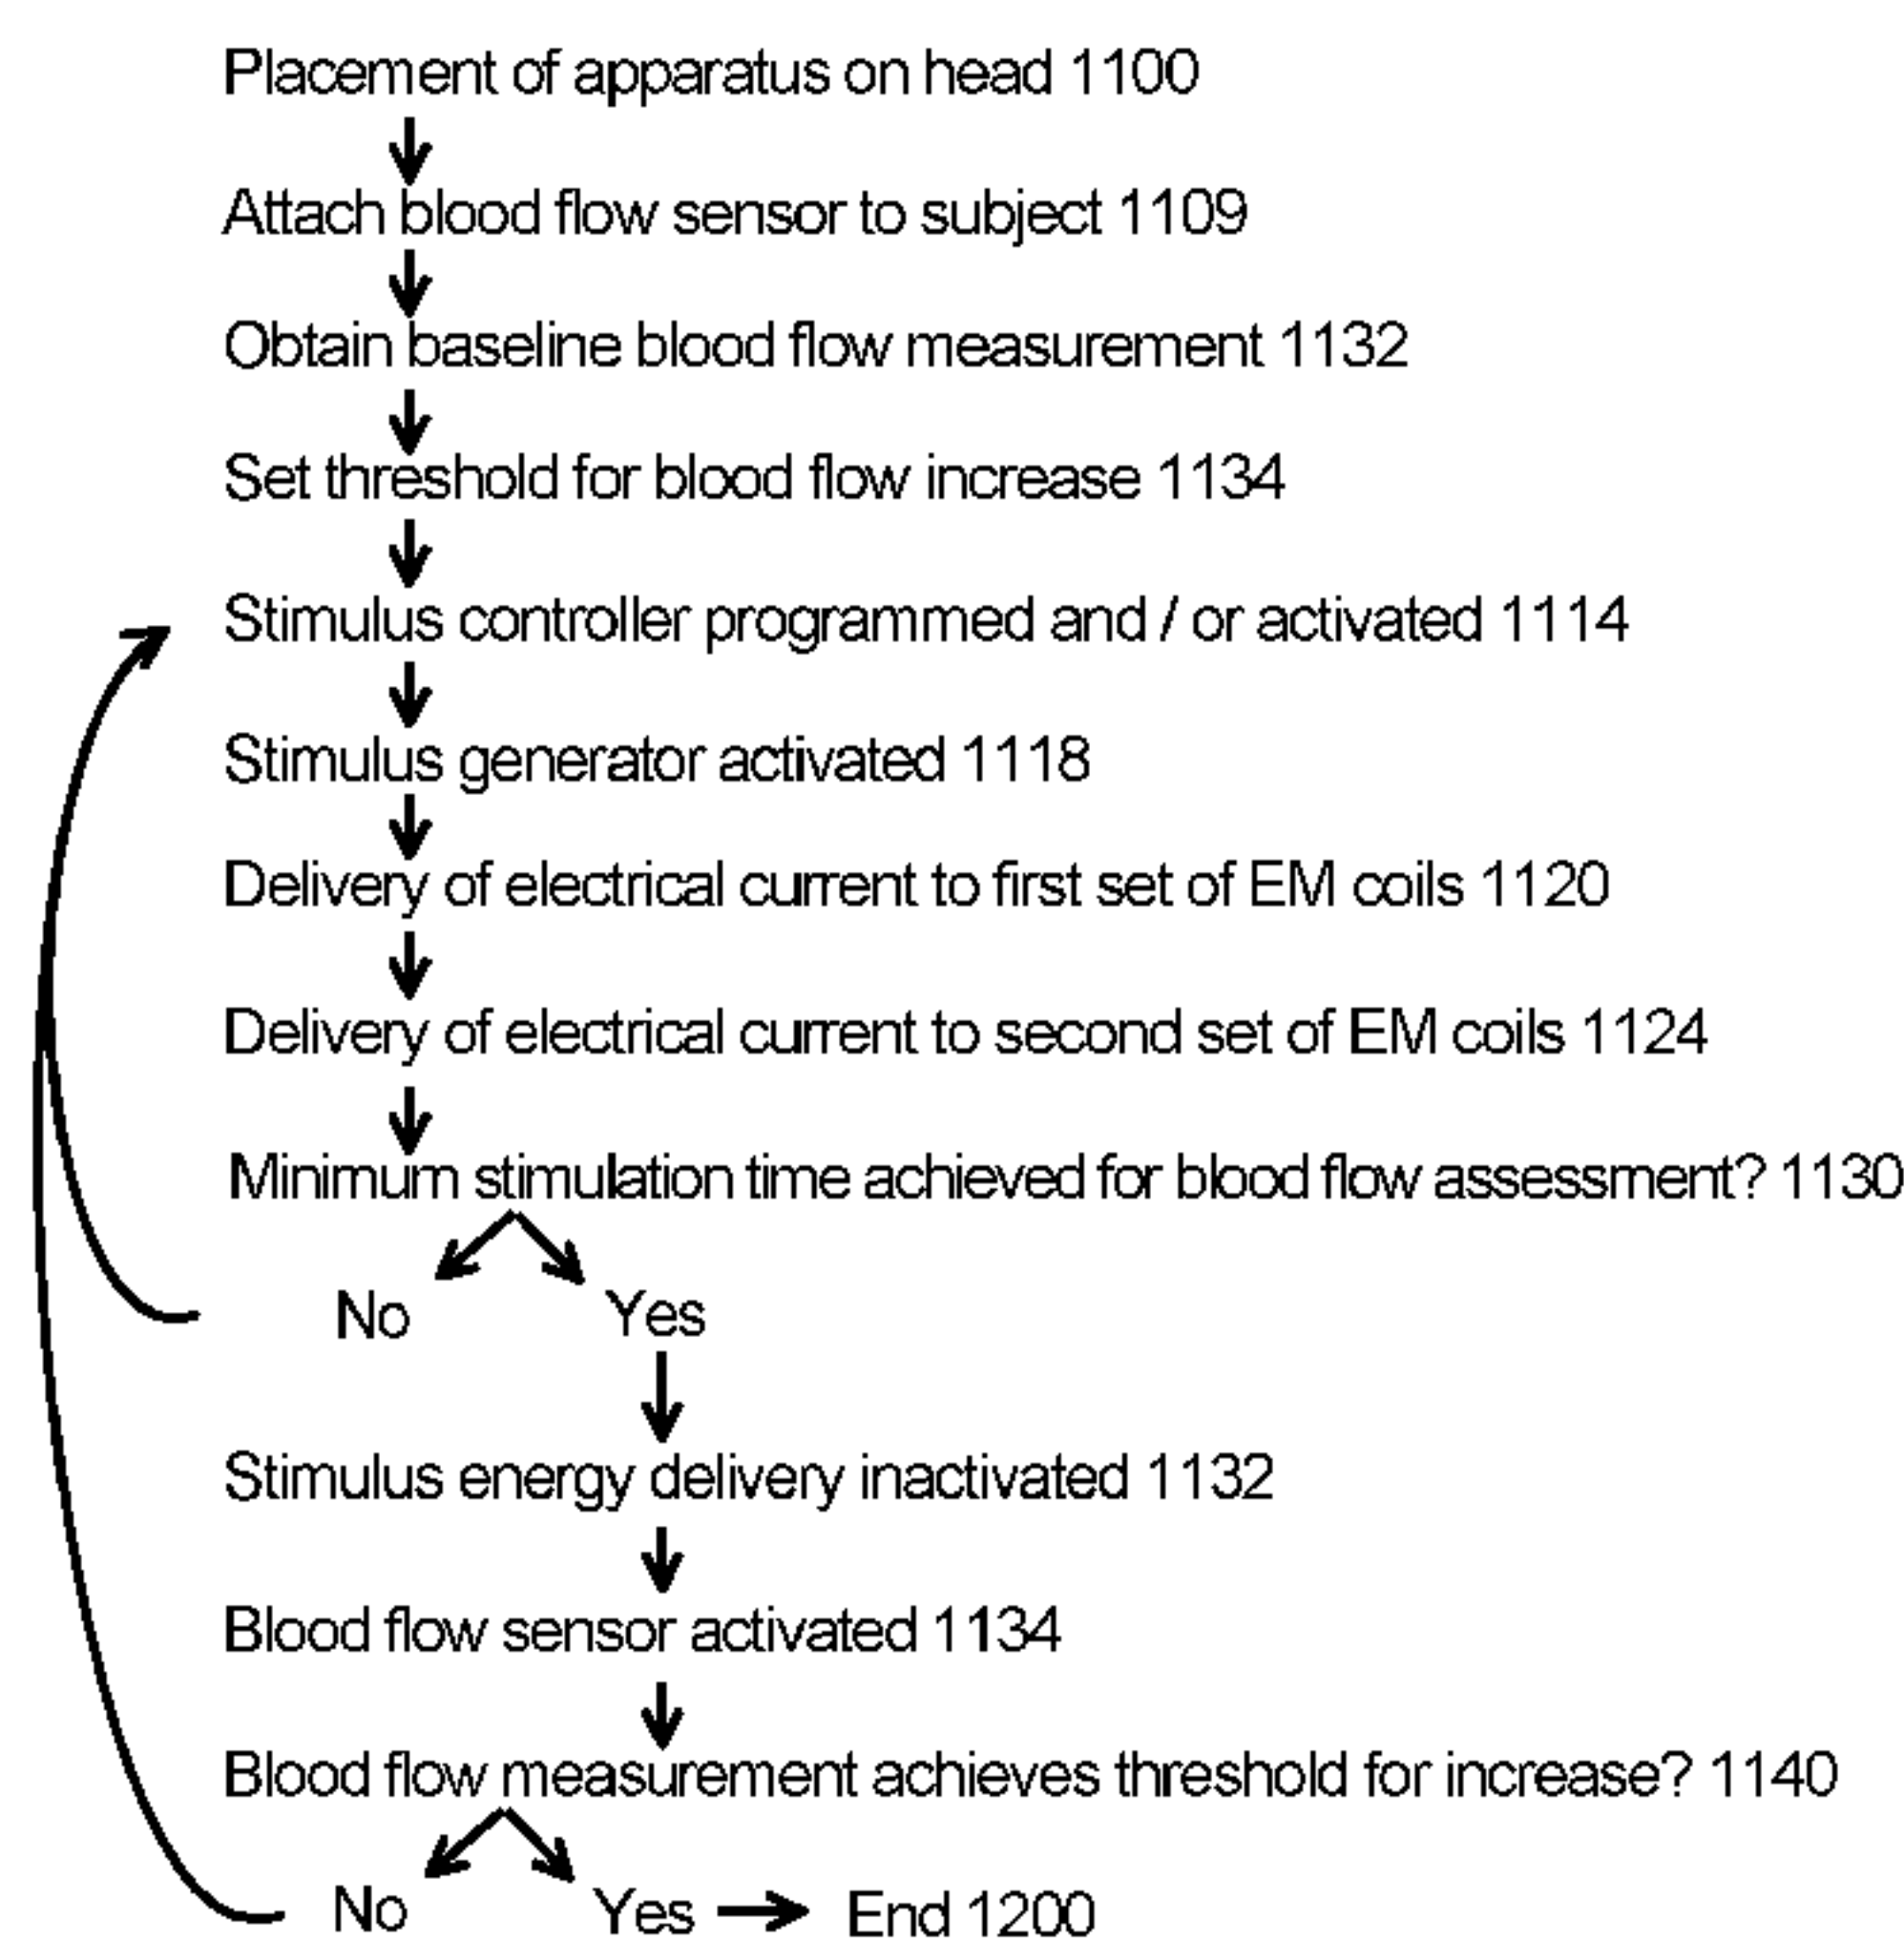 Placement of apparatus on head 1100
Attach blood flow sensor to subject 1109
Obtain baseline blood flow measurement 1132
Set threshold for blood flow increase 1134
Stimulus controller programmed and / or activated 1114
Stimulus generator activated 1118
Delivery of electrical current to first set of EM coils 1120
Delivery of electrical current to second set of EM coils 1124
Minimum stimulation time achieved for blood flow assessment? 1130
No Yes
Stimulus energy delivery inactivated 1132
Blood flow sensor activated 1134
Blood flow measurement achieves threshold for increase? 1140
No Yes End 1200